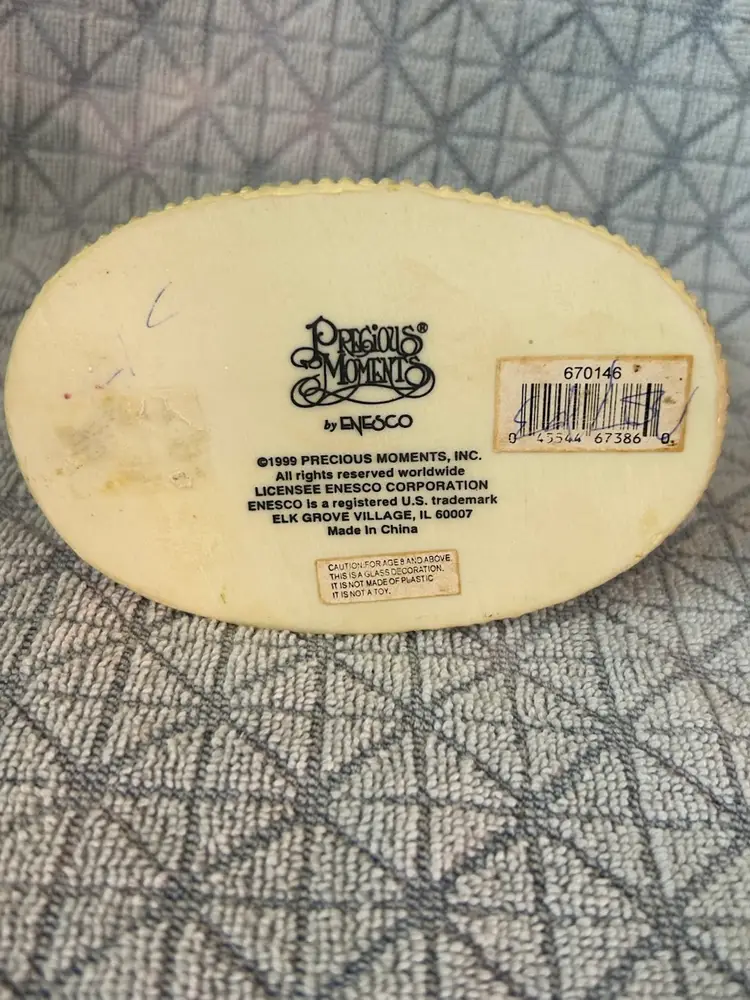 PRECIOUS®
MOMENTS
by ENESCO
©1999 PRECIOUS MOMENTS, INC.
All rights reserved worldwide
LICENSEE ENESCO CORPORATION
ENESCO is a registered U.S. trademark
ELK GROVE VILLAGE, IL 60007
Made In China
670146
0 45544 67386 0
CAUTION:FOR AGE 8 AND ABOVE.
THIS IS A GLASS DECORATION.
IT IS NOT MADE OF PLASTIC
IT IS NOT A TOY.